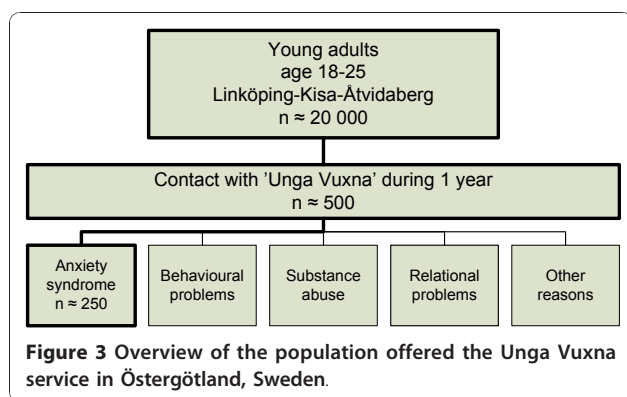 Young adults
age 18-25
Linköping-Kisa-Åtvidaberg
n ≈ 20 000
Contact with 'Unga Vuxna' during 1 year
n ≈ 500
Anxiety
syndrome
n ≈ 250
Behavioural
problems
Substance
abuse
Relational
problems
Other
reasons
Figure 3 Overview of the population offered the Unga Vuxna
service in Östergötland, Sweden.